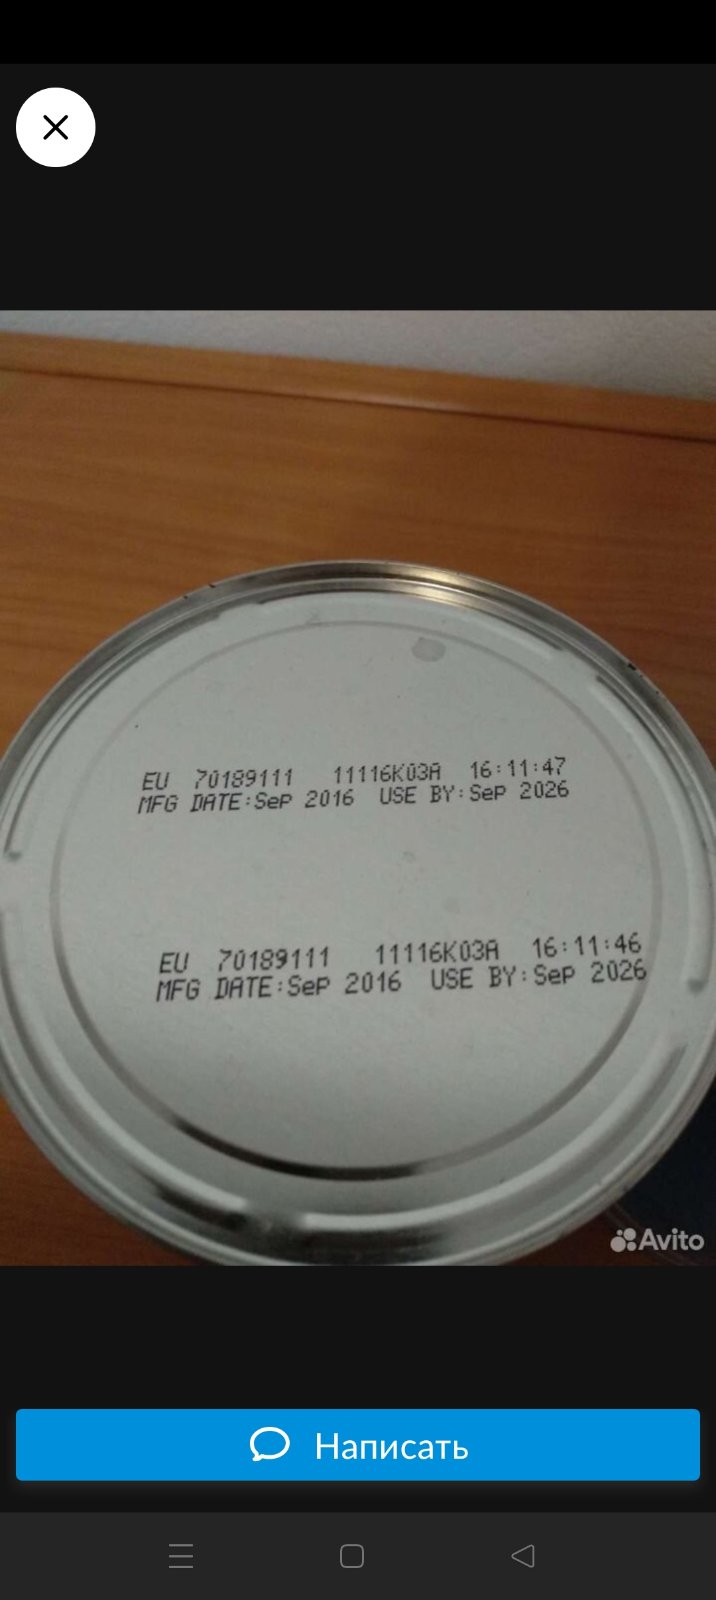 EU 70189111 11116K03A 16:11:47
MFG DATE:SeP 2016 USE BY:SeP 2026
EU 70189111 11116K03A 16:11:46
MFG DATE:SeP 2016 USE BY:SeP 2026
Avito
Написать